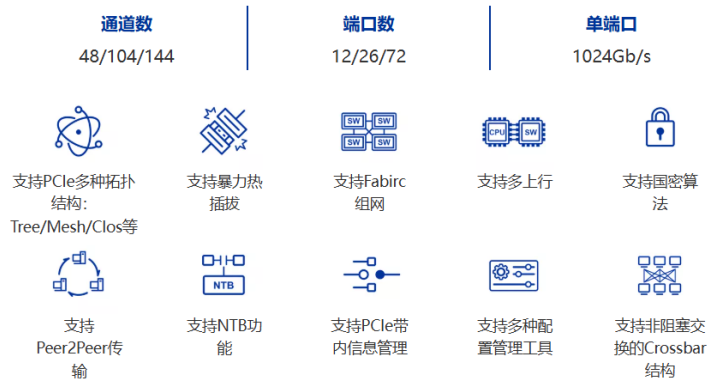 通道数
端口数
单端口
48/104/144
12/26/72
1024Gb/s
SW SW
SW SW
CPU SW
支持PCIe多种拓扑
结构：
Tree/Mesh/Clos等
支持暴力热
插拔
支持Fabirc
组网
支持多上行
支持国密算
法
NTB
支持
Peer2Peer传
输
支持NTB功
能
支持PCIe带
内信息管理
支持多种配
置管理工具
支持非阻塞交
换的Crossbar
结构